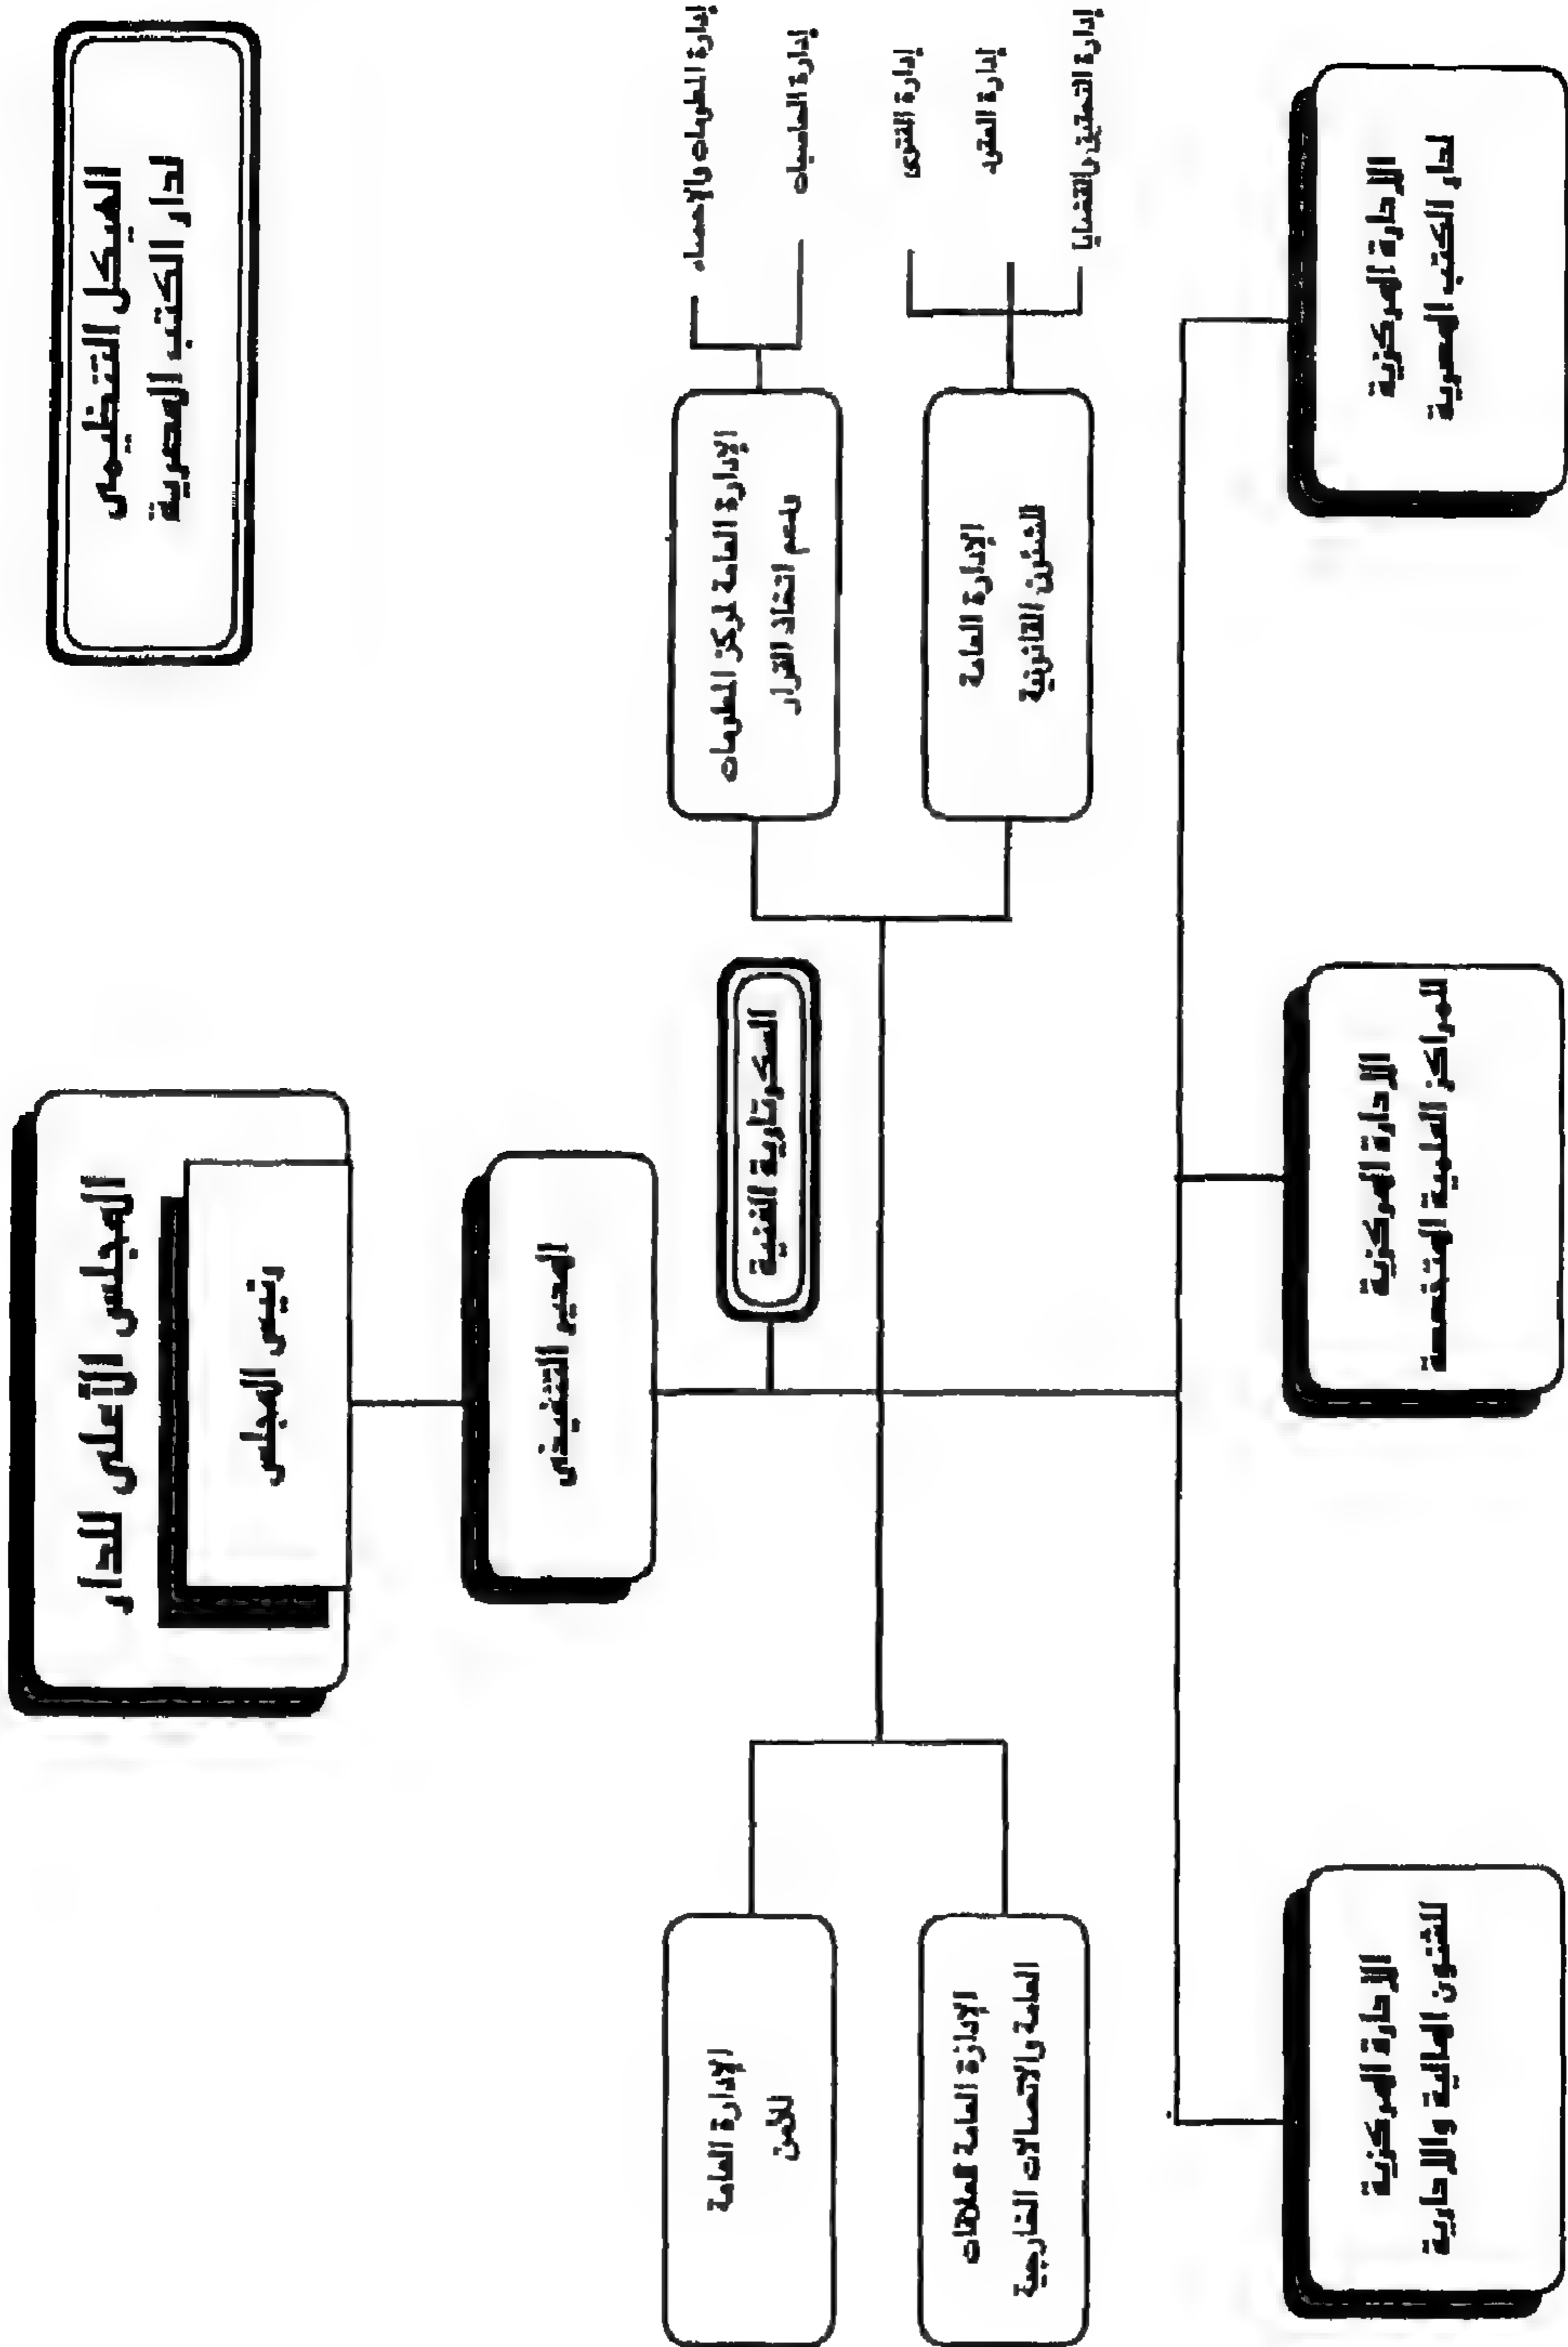 الهيكل التنظيمى
لدار الكتب المصرية
المجلس الأعلى للدار
رئيس المجلس
المدير التنفيذى
السكرتارية الفنية
الإدارة العامة لمركز المعلومات
ودعم اتخاذ القرار
إدارة المعلومات والإحصاء
إدارة الحاسبات
الإدارة العامة
للشئون القانونية
إدارة الفتوى
إدارة العقود
إدارة التحقيق والقضايا
الإدارة العامة
للأمن
الإدارة العامة للعلاقات
العامة والاتصالات الخارجية
الإدارة المركزية
لدار الكتب المصرية
الإدارة المركزية
للمراكز العلمية المتخصصة
الإدارة المركزية
للشئون المالية والادارية